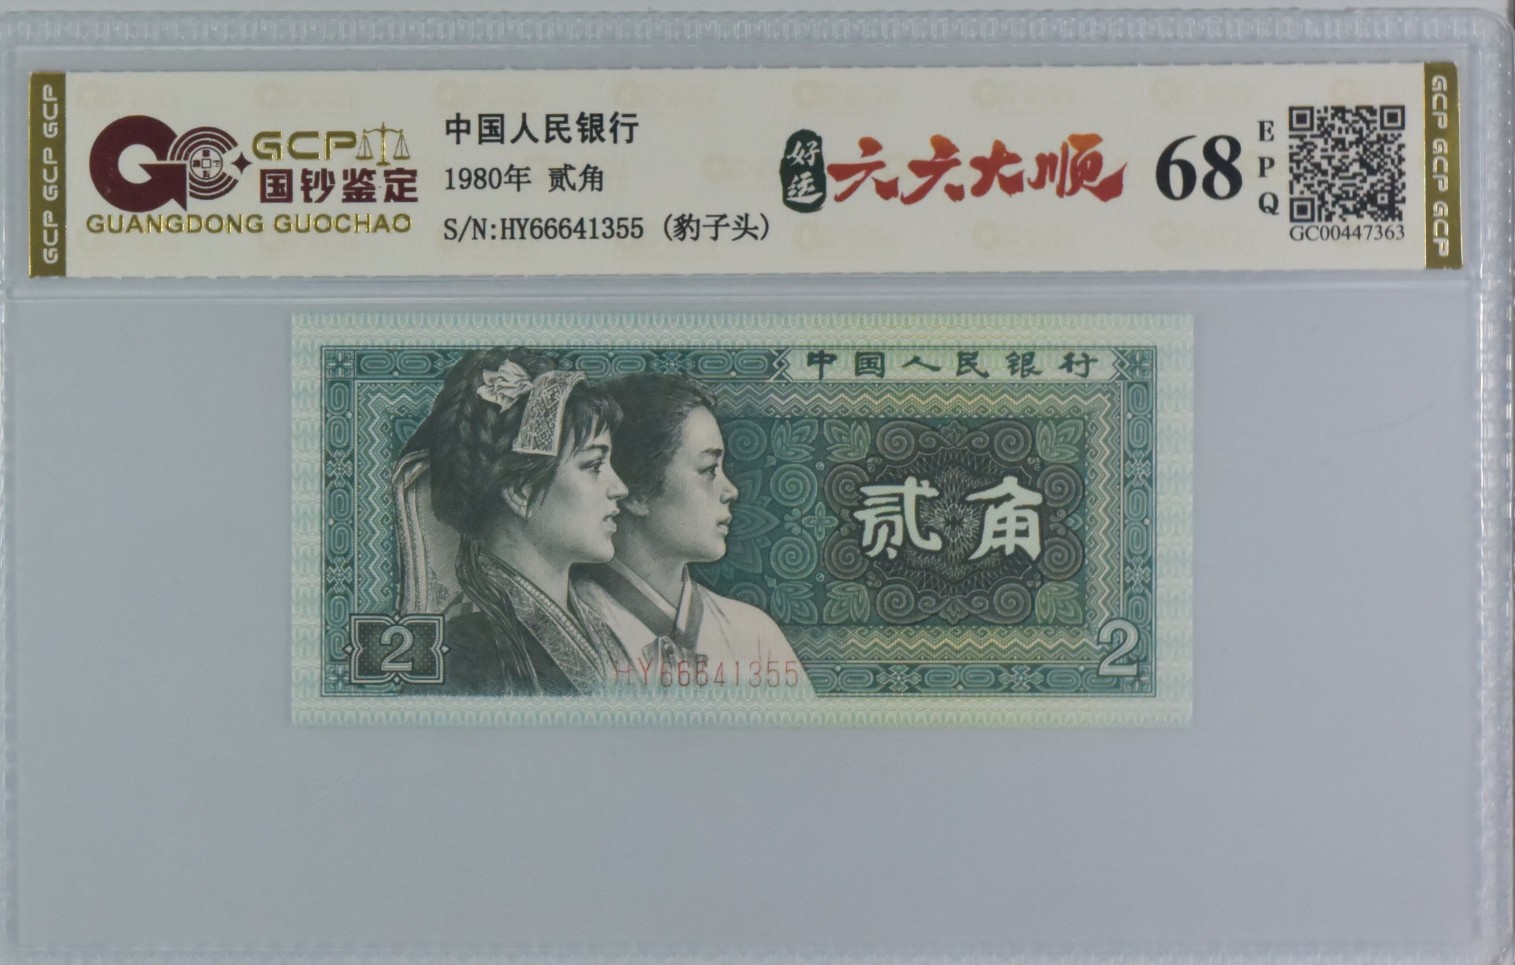 GCP GCP GCP
GCP
国钞鉴定
GUANGDONG GUOCHAO
中国人民银行
1980年 贰角
S/N:HY66641355 (豹子头)
好运
六六大顺
68
EPQ
GC00447363
GCP GCP GCP
中国人民银行
贰角
2
HY66641355
2